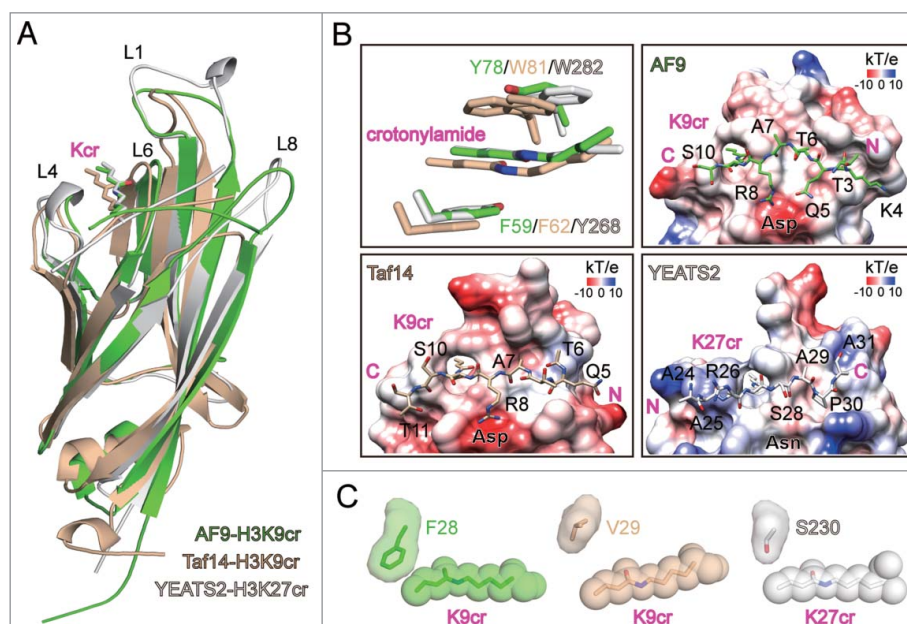 A
L1
Kcr
L6
L4
L8
AF9-H3K9cr
Taf14-H3K9cr
YEATS2-H3K27cr
B
Y78/W81/W282
crotonylamide
F59/F62/Y268
AF9
kT/e
-10 0 10
K9cr
A7
T6
C
S10
N
R8
T3
Q5
K4
Asp
Taf14
kT/e
-10 0 10
K9cr
S10
A7
T6
C
Q5
R8
N
T11
Asp
YEATS2
kT/e
-10 0 10
K27cr
A31
A29
A24
R26
C
N
P30
A25
S28
Asn
C
F28
V29
S230
K9cr
K9cr
K27cr